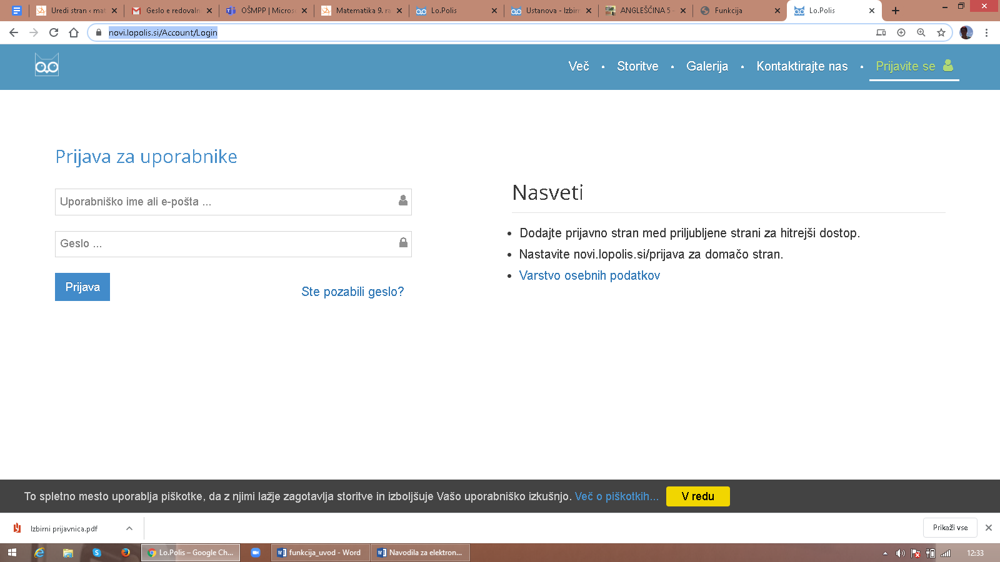 Uredi stran ‹ mat
Geslo e redovaln
OŠMPP | Micros
Matematika 9. ra
Lo.Polis
Ustanova - Izbirn
ANGLEŠČINA 5 -
Funkcija
Lo.Polis
novi.lopolis.si/Account/Login
Več • Storitve • Galerija • Kontaktirajte nas • Prijavite se
Prijava za uporabnike
Uporabniško ime ali e-pošta ...
Geslo ...
Prijava
Ste pozabili geslo?
Nasveti
• Dodajte prijavno stran med priljubljene strani za hitrejši dostop.
• Nastavite novi.lopolis.si/prijava za domačo stran.
• Varstvo osebnih podatkov
To spletno mesto uporablja piškotke, da z njimi lažje zagotavlja storitve in izboljšuje Vašo uporabniško izkušnjo. Več o piškotkih... V redu
Izbirni prijavnica.pdf
Prikaži vse
Lo.Polis – Google Ch...
funkcija_uvod - Word
Navodila za elektron...
12:33